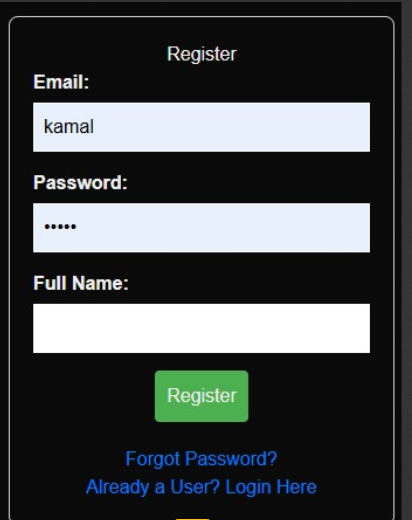 Register
Email:
kamal
Password:
•••••
Full Name:
Register
Forgot Password?
Already a User? Login Here